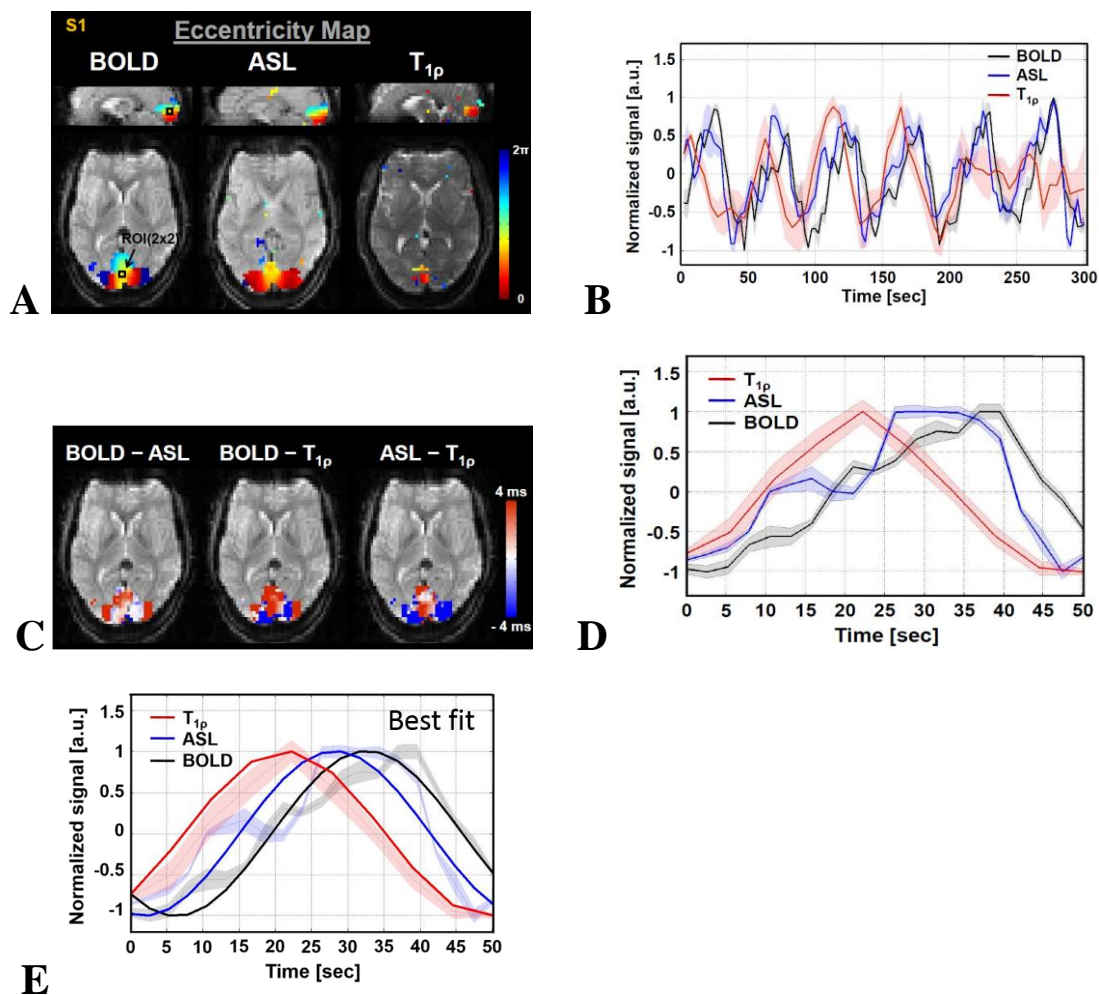 S1
Eccentricity Map
BOLD ASL T1ρ
2π
ROI(2x2)
0
A
BOLD
ASL
T1ρ
1.5
1
0.5
0
-0.5
-1
Normalized signal [a.u.]
0 50 100 150 200 250 300
Time [sec]
B
BOLD – ASL BOLD – T1ρ ASL – T1ρ
4 ms
- 4 ms
C
T1ρ
ASL
BOLD
1.5
1
0.5
0
-0.5
-1
Normalized signal [a.u.]
0 5 10 15 20 25 30 35 40 45 50
Time [sec]
D
Best fit
T1ρ
ASL
BOLD
1.5
1
0.5
0
-0.5
-1
Normalized signal [a.u.]
0 5 10 15 20 25 30 35 40 45 50
Time [sec]
E